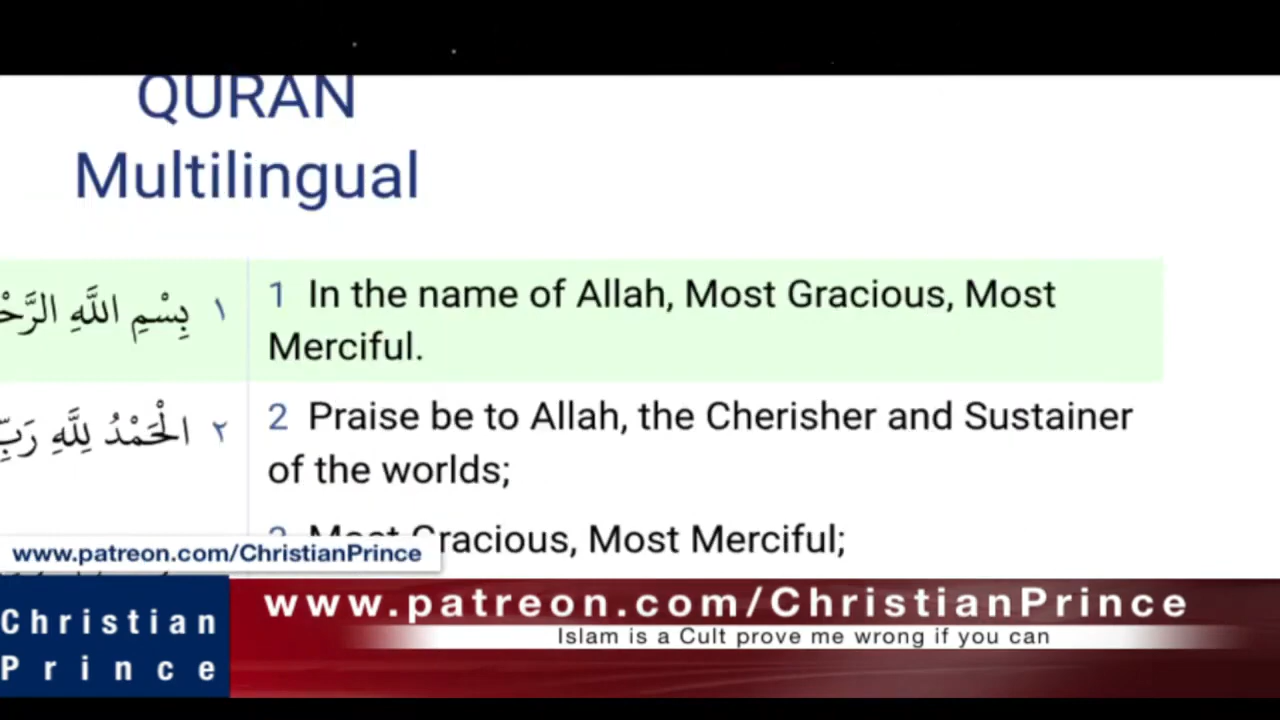 QURAN
Multilingual
١ بِسْمِ اللَّهِ
1 In the name of Allah, Most Gracious, Most
Merciful.
٢ الْحَمْدُ لِلَّهِ
2 Praise be to Allah, the Cherisher and Sustainer
of the worlds;
Most Gracious, Most Merciful;
www.patreon.com/ChristianPrince
Christian
Prince
www.patreon.com/ChristianPrince
Islam is a Cult prove me wrong if you can